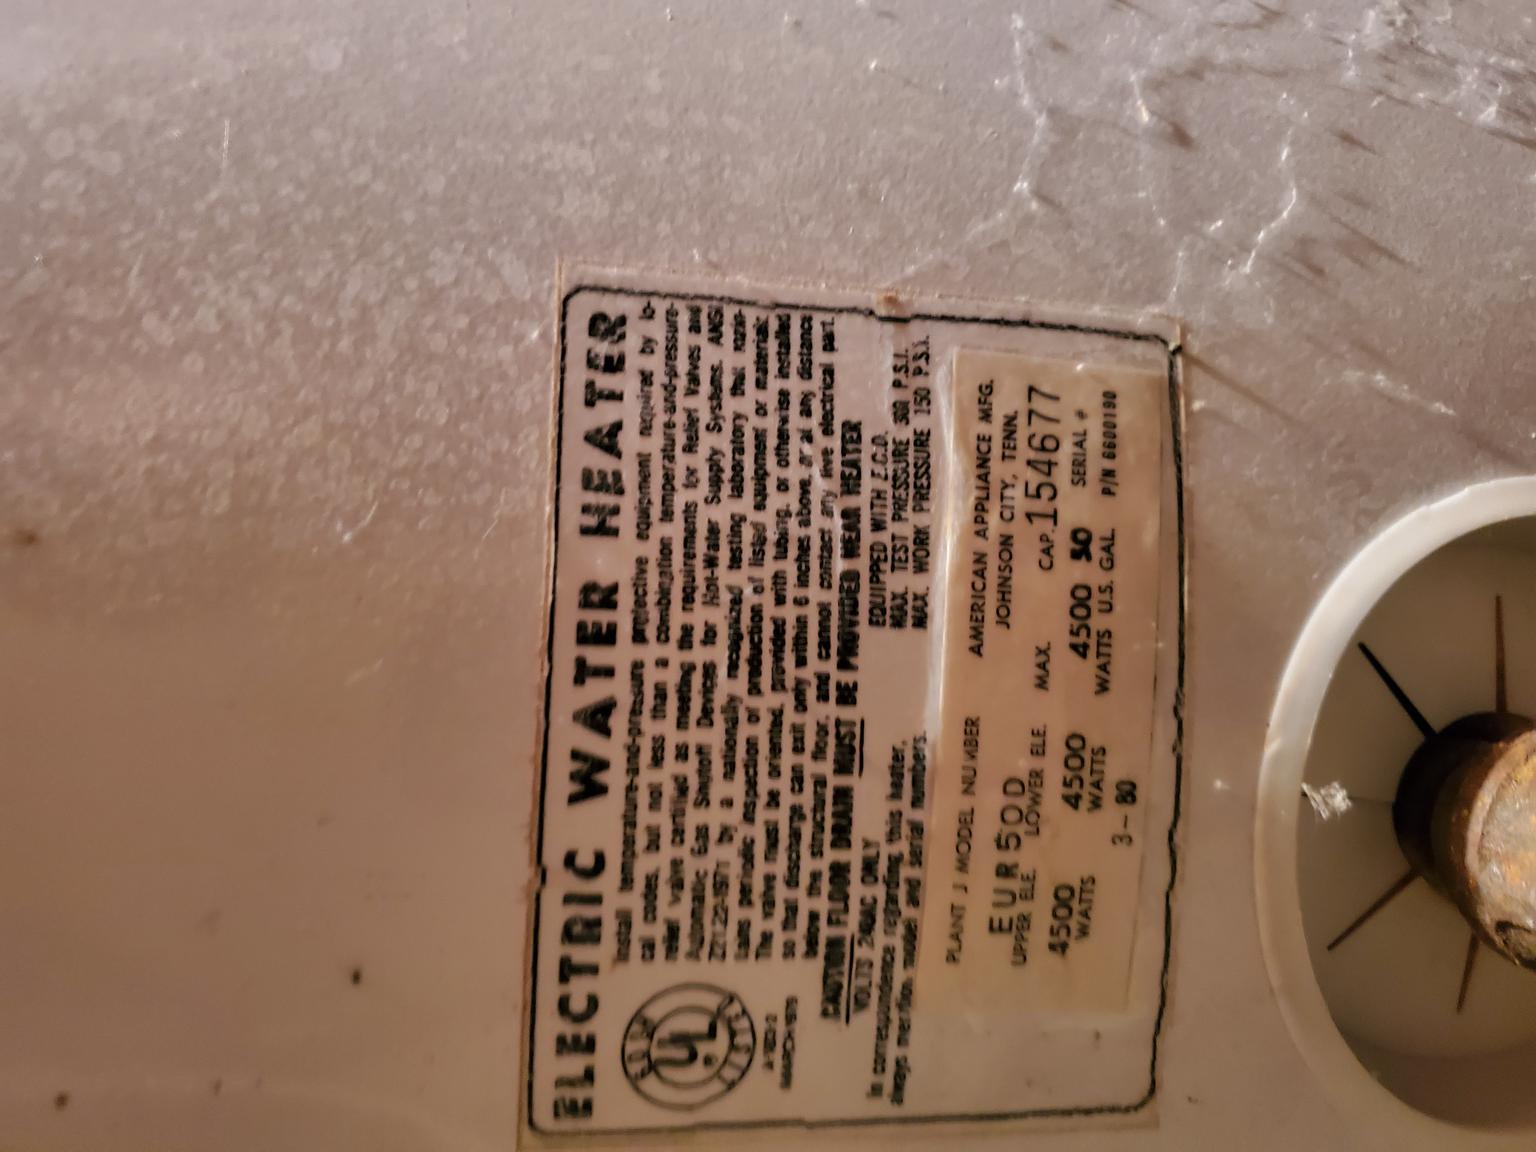 ELECTRIC WATER HEATER
Install temperature-and-pressure protective equipment required by lo-
cal codes, but not less than a combination temperature-and-pressure-
relief valve certified as meeting the requirements for Relief Valves and
Automatic Gas Shutoff Devices for Hot-Water Supply Systems. ANSI
Z21.22-1971 by a nationally recognized testing laboratory that main-
tains periodic inspection of production of listed equipment or materials.
The valve must be oriented, provided with tubing, or otherwise installed
so that discharge can exit only within 6 inches above, or at any distance
below the structural floor, and cannot contact any live electrical part.
UL
LISTED
MARCH 1975
CAUTION FLOOR DRAIN MUST BE PROVIDED NEAR HEATER
VOLTS 240AC ONLY
EQUIPPED WITH E.C.O.
MAX. TEST PRESSURE 300 P.S.I.
MAX. WORK PRESSURE 150 P.S.I.
In correspondence regarding this heater,
always mention model and serial numbers.
PLANT J MODEL NUMBER AMERICAN APPLIANCE MFG.
EUR50D JOHNSON CITY, TENN.
UPPER ELE. LOWER ELE. MAX. CAP. 154677
4500 4500 4500 50 SERIAL #
WATTS WATTS WATTS U.S. GAL. P/N 6600190
3-80